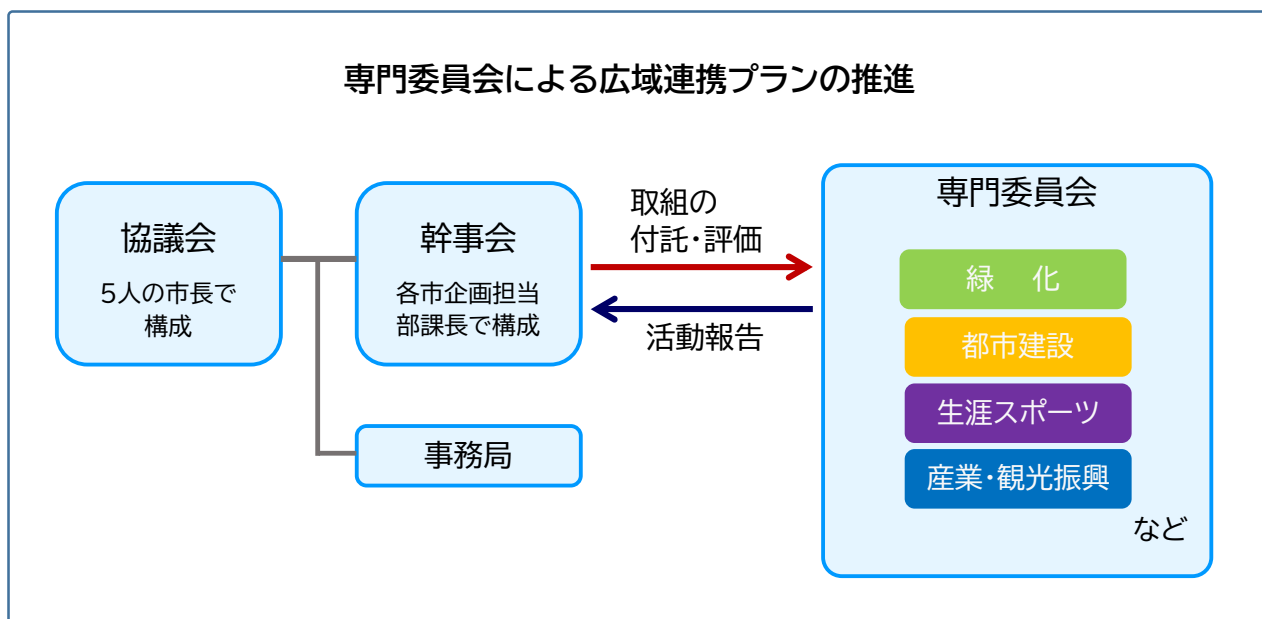 専門委員会による広域連携プランの推進
協議会
5人の市長で
構成
幹事会
各市企画担当
部課長で構成
事務局
取組の
付託・評価
活動報告
専門委員会
緑　化
都市建設
生涯スポーツ
産業・観光振興
など